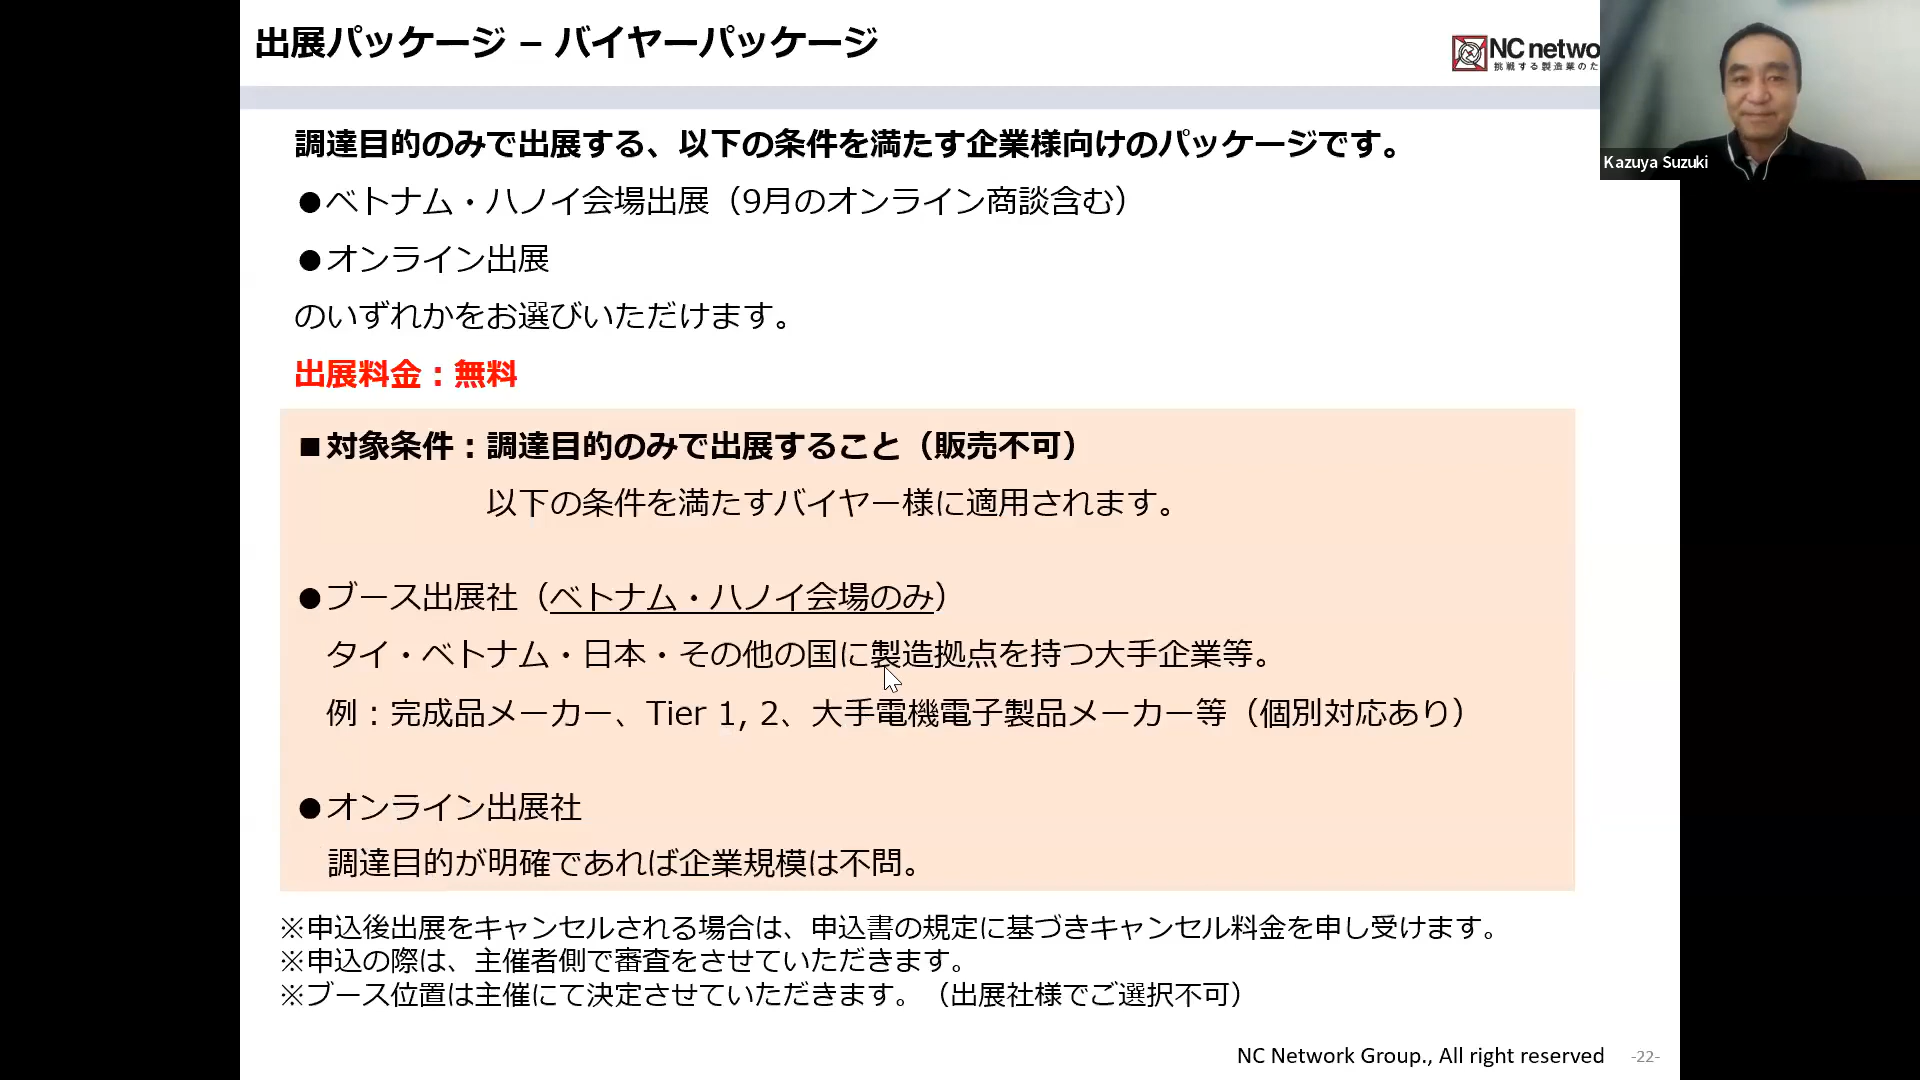 出展パッケージ – バイヤーパッケージ
NC netwo
挑戦する製造業のた
Kazuya Suzuki
調達目的のみで出展する、以下の条件を満たす企業様向けのパッケージです。
●ベトナム・ハノイ会場出展（9月のオンライン商談含む）
●オンライン出展
のいずれかをお選びいただけます。
出展料金：無料
■対象条件：調達目的のみで出展すること（販売不可）
以下の条件を満たすバイヤー様に適用されます。
●ブース出展社（ベトナム・ハノイ会場のみ）
タイ・ベトナム・日本・その他の国に製造拠点を持つ大手企業等。
例：完成品メーカー、Tier 1, 2、大手電機電子製品メーカー等（個別対応あり）
●オンライン出展社
調達目的が明確であれば企業規模は不問。
※申込後出展をキャンセルされる場合は、申込書の規定に基づきキャンセル料金を申し受けます。
※申込の際は、主催者側で審査をさせていただきます。
※ブース位置は主催にて決定させていただきます。（出展社様でご選択不可）
NC Network Group., All right reserved
-22-